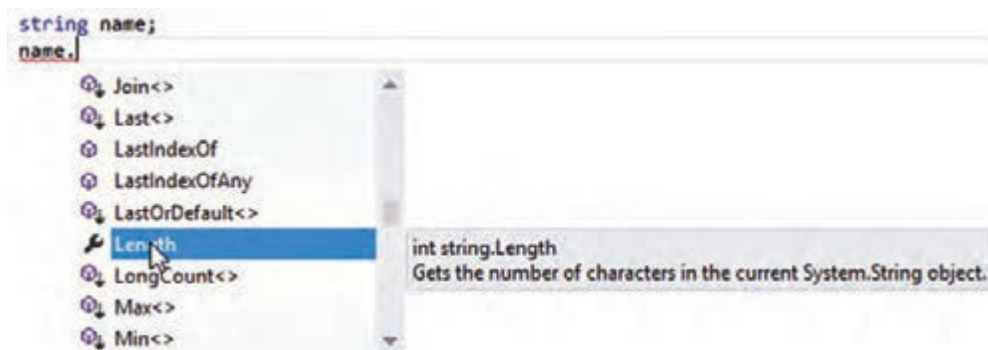 string name;
name.
Join<>
Last<>
LastIndexOf
LastIndexOfAny
LastOrDefault<>
Length
int string.Length
Gets the number of characters in the current System.String object.
LongCount<>
Max<>
Min<>